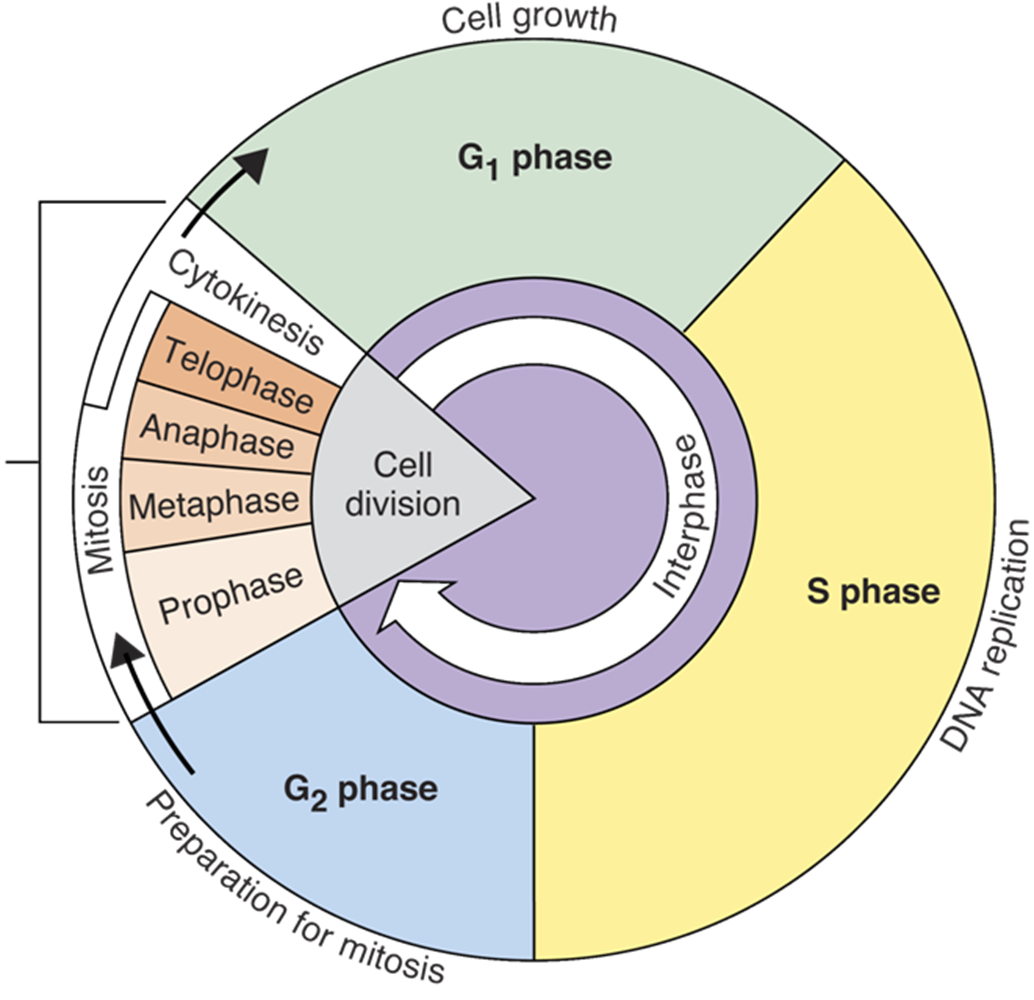 Cell growth
G₁ phase
Cytokinesis
Telophase
Anaphase
Metaphase
Prophase
Mitosis
Cell
division
Interphase
S phase
DNA replication
G₂ phase
Preparation for mitosis